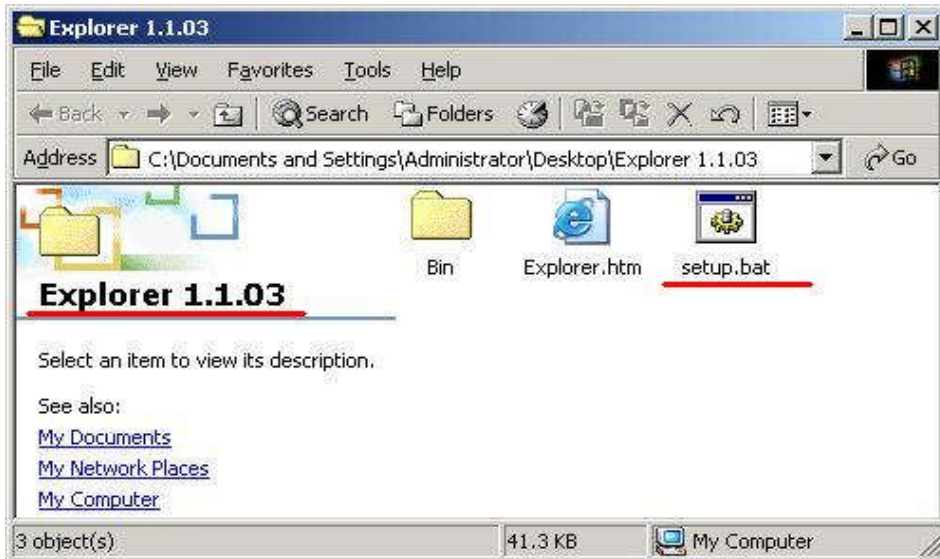 Explorer 1.1.03
File Edit View Favorites Tools Help
Back Search Folders
Address C:\Documents and Settings\Administrator\Desktop\Explorer 1.1.03 Go
Bin Explorer.htm setup.bat
Explorer 1.1.03
Select an item to view its description.
See also:
My Documents
My Network Places
My Computer
3 object(s) 41.3 KB My Computer